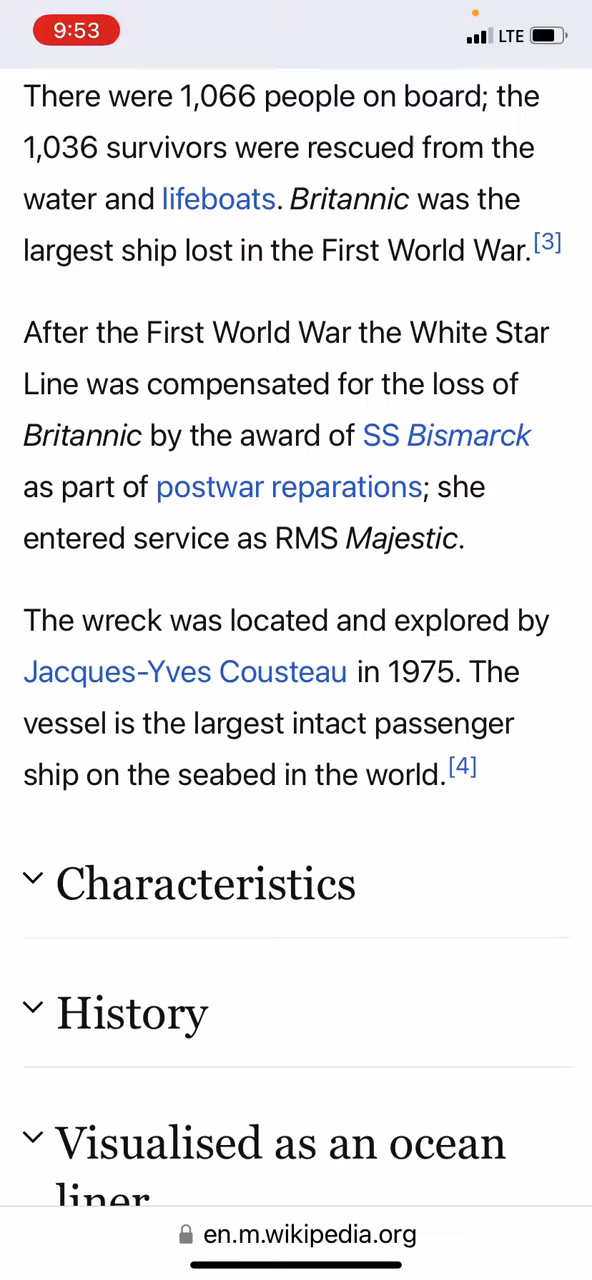 9:53
LTE
There were 1,066 people on board; the
1,036 survivors were rescued from the
water and lifeboats. Britannic was the
largest ship lost in the First World War.[3]
After the First World War the White Star
Line was compensated for the loss of
Britannic by the award of SS Bismarck
as part of postwar reparations; she
entered service as RMS Majestic.
The wreck was located and explored by
Jacques-Yves Cousteau in 1975. The
vessel is the largest intact passenger
ship on the seabed in the world.[4]
Characteristics
History
Visualised as an ocean
liner
en.m.wikipedia.org